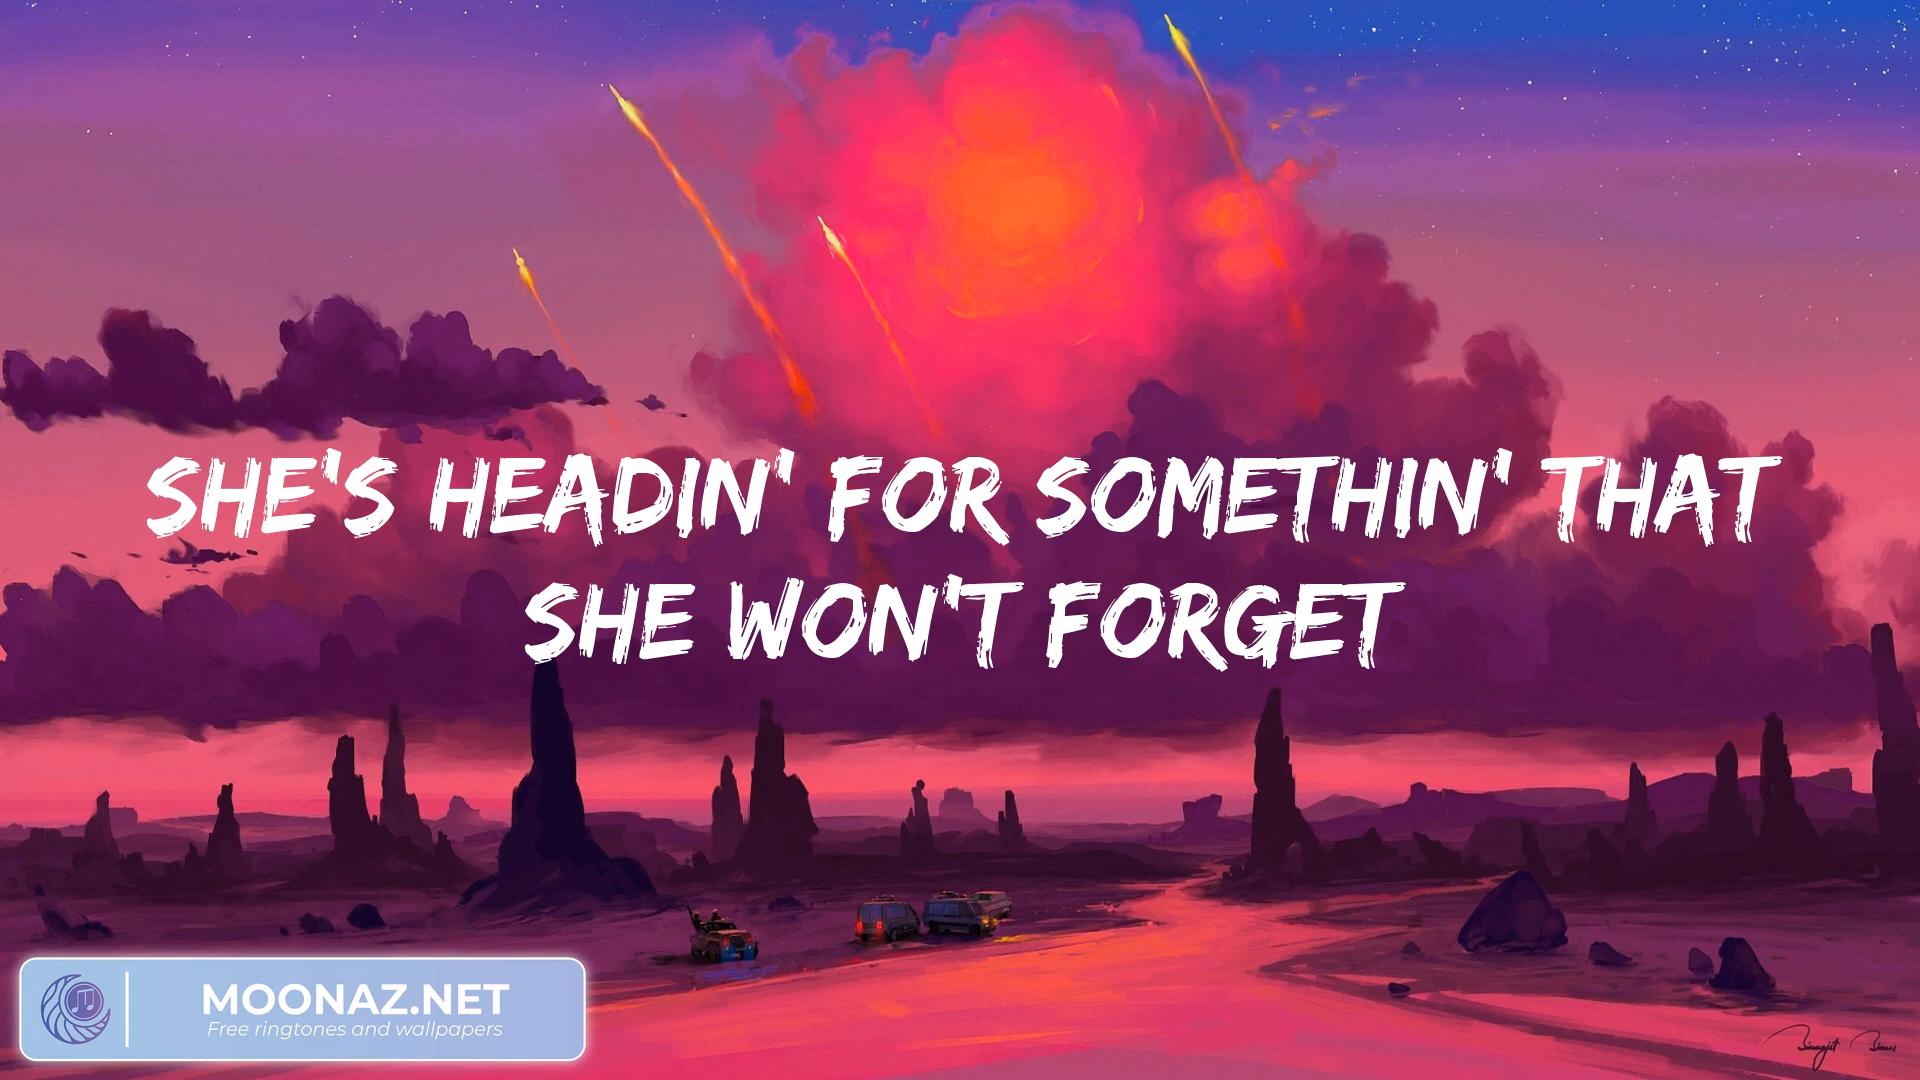 SHE'S HEADIN' FOR SOMETHIN' THAT
SHE WON'T FORGET
MOONAZ.NET
Free ringtones and wallpapers